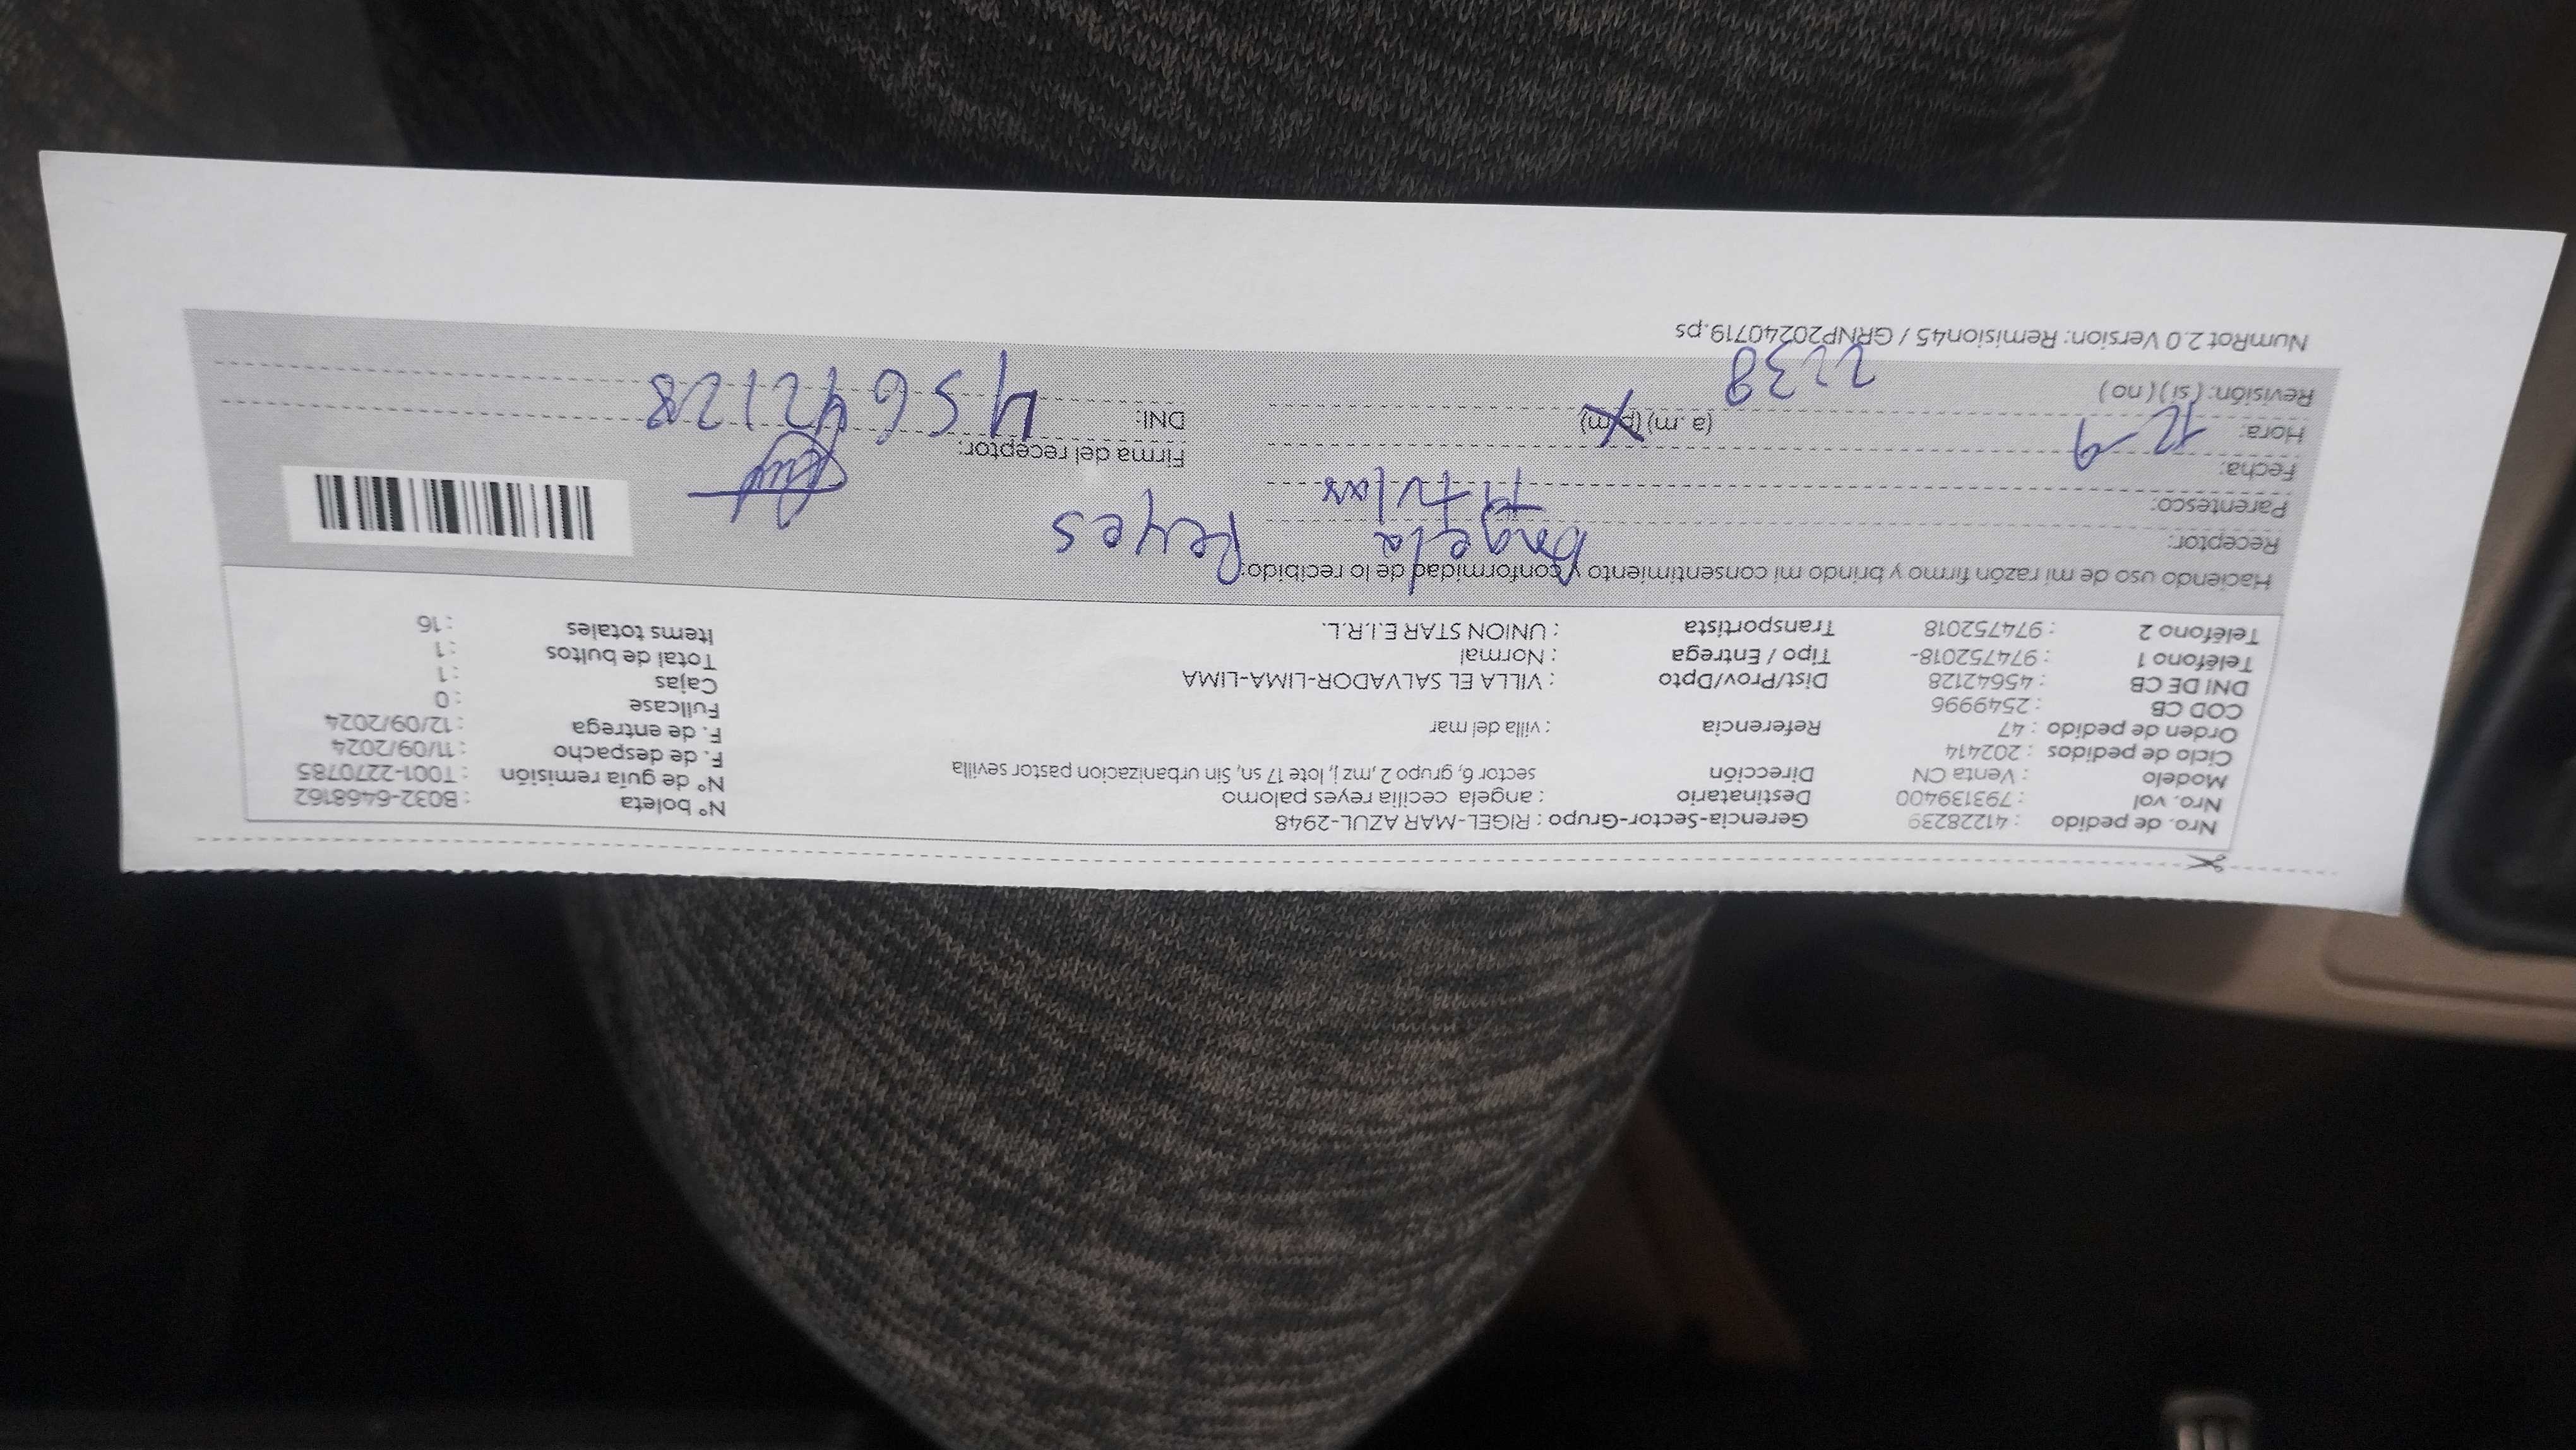 Nro. de pedido : 41228239 Gerencia-Sector-Grupo : RIGEL-MAR AZUL-2948 N° boleta : B032-6468162
Nro. vol : 793139400 Destinatario : angela cecilia reyes palomo N° de guía remisión : T001-2270785
Modelo : Venta CN Dirección sector 6, grupo 2, mz j, lote 17 sn, Sin urbanizacion pastor sevilla F. de despacho : 11/09/2024
Ciclo de pedidos : 202414 F. de entrega : 12/09/2024
Orden de pedido : 47 Referencia : villa del mar Fullcase : 0
COD CB : 2549996 Cajas : 1
DNI DE CB : 45642128 Dist/Prov/Dpto : VILLA EL SALVADOR-LIMA-LIMA Total de bultos : 1
Teléfono 1 : 974752018- Tipo / Entrega : Normal Items totales : 16
Teléfono 2 : 974752018 Transportista : UNION STAR E.I.R.L.
Haciendo uso de mi razón firmo y brindo mi consentimiento y conformidad de lo recibido:
Receptor: Angela Reyes
Parentesco: titular
Fecha: 12-9 Firma del receptor:
Hora: 2238 (a .m) (p.m) DNI: 45642128
Revisión: ( si ) ( no )
NumRot 2.0 Version: Remision45 / GRNP20240719.ps